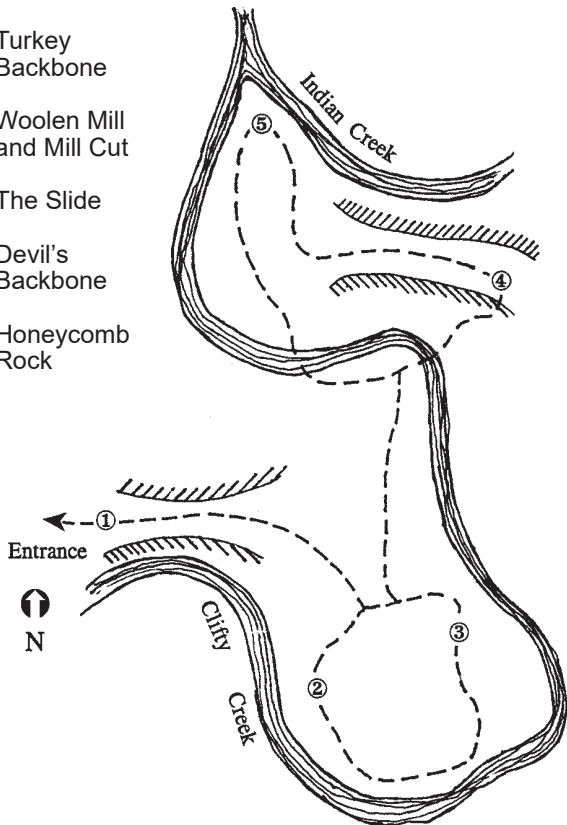 Turkey
Backbone
Woolen Mill
and Mill Cut
The Slide
Devil's
Backbone
Honeycomb
Rock
Indian Creek
⑤
④
①
Entrance
N
Clifty
Creek
③
②